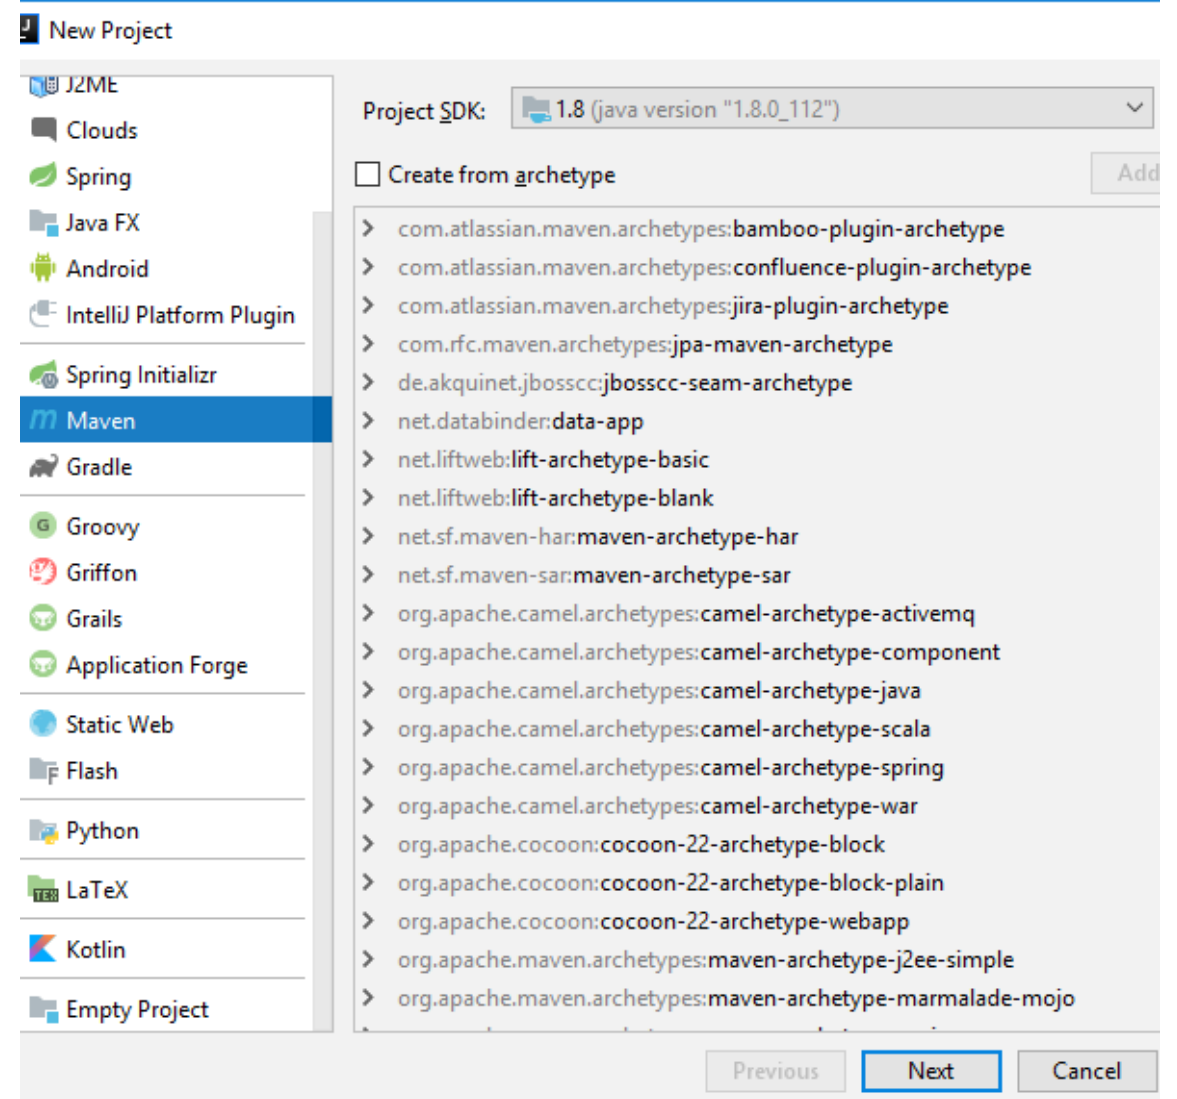 New Project
J2ME
Clouds
Spring
Java FX
Android
IntelliJ Platform Plugin
Spring Initializr
Maven
Gradle
Groovy
Griffon
Grails
Application Forge
Static Web
Flash
Python
LaTeX
Kotlin
Empty Project
Project SDK: 1.8 (java version "1.8.0_112")
Create from archetype Add
com.atlassian.maven.archetypes:bamboo-plugin-archetype
com.atlassian.maven.archetypes:confluence-plugin-archetype
com.atlassian.maven.archetypes:jira-plugin-archetype
com.rfc.maven.archetypes:jpa-maven-archetype
de.akquinet.jbosscc:jbosscc-seam-archetype
net.databinder:data-app
net.liftweb:lift-archetype-basic
net.liftweb:lift-archetype-blank
net.sf.maven-har:maven-archetype-har
net.sf.maven-sar:maven-archetype-sar
org.apache.camel.archetypes:camel-archetype-activemq
org.apache.camel.archetypes:camel-archetype-component
org.apache.camel.archetypes:camel-archetype-java
org.apache.camel.archetypes:camel-archetype-scala
org.apache.camel.archetypes:camel-archetype-spring
org.apache.camel.archetypes:camel-archetype-war
org.apache.cocoon:cocoon-22-archetype-block
org.apache.cocoon:cocoon-22-archetype-block-plain
org.apache.cocoon:cocoon-22-archetype-webapp
org.apache.maven.archetypes:maven-archetype-j2ee-simple
org.apache.maven.archetypes:maven-archetype-marmalade-mojo
Previous Next Cancel